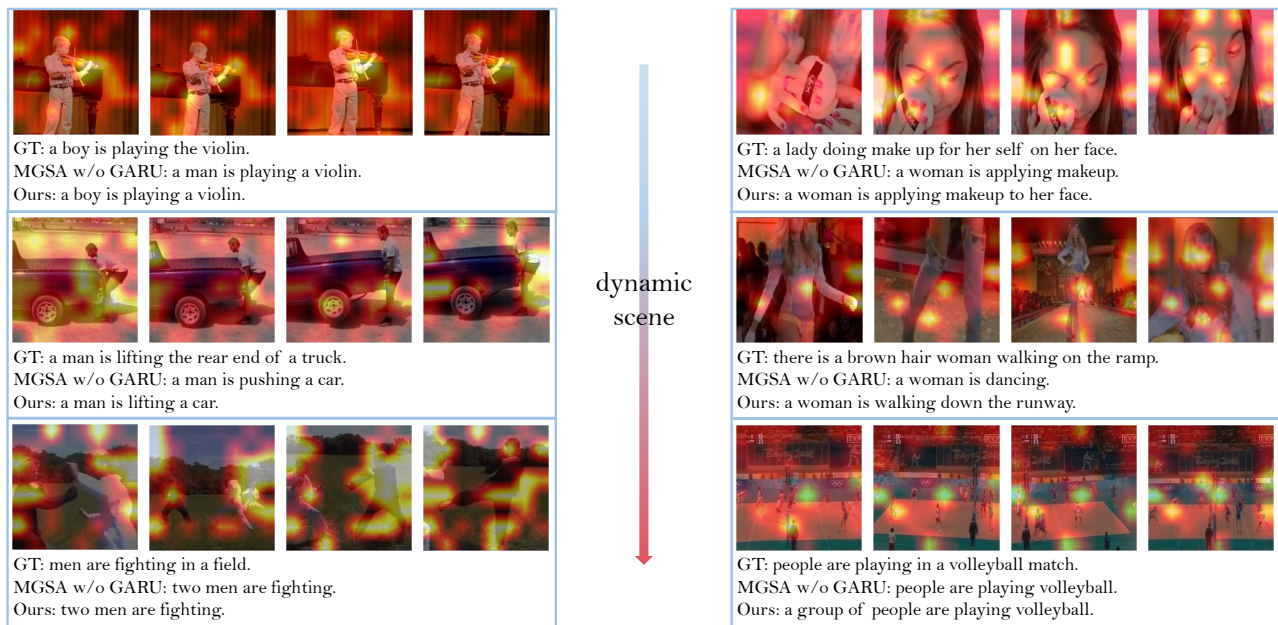 GT: a boy is playing the violin.
MGSA w/o GARU: a man is playing a violin.
Ours: a boy is playing a violin.
GT: a man is lifting the rear end of a truck.
MGSA w/o GARU: a man is pushing a car.
Ours: a man is lifting a car.
GT: men are fighting in a field.
MGSA w/o GARU: two men are fighting.
Ours: two men are fighting.
dynamic
scene
GT: a lady doing make up for her self on her face.
MGSA w/o GARU: a woman is applying makeup.
Ours: a woman is applying makeup to her face.
GT: there is a brown hair woman walking on the ramp.
MGSA w/o GARU: a woman is dancing.
Ours: a woman is walking down the runway.
Beijing 2008
GT: people are playing in a volleyball match.
MGSA w/o GARU: people are playing volleyball.
Ours: a group of people are playing volleyball.